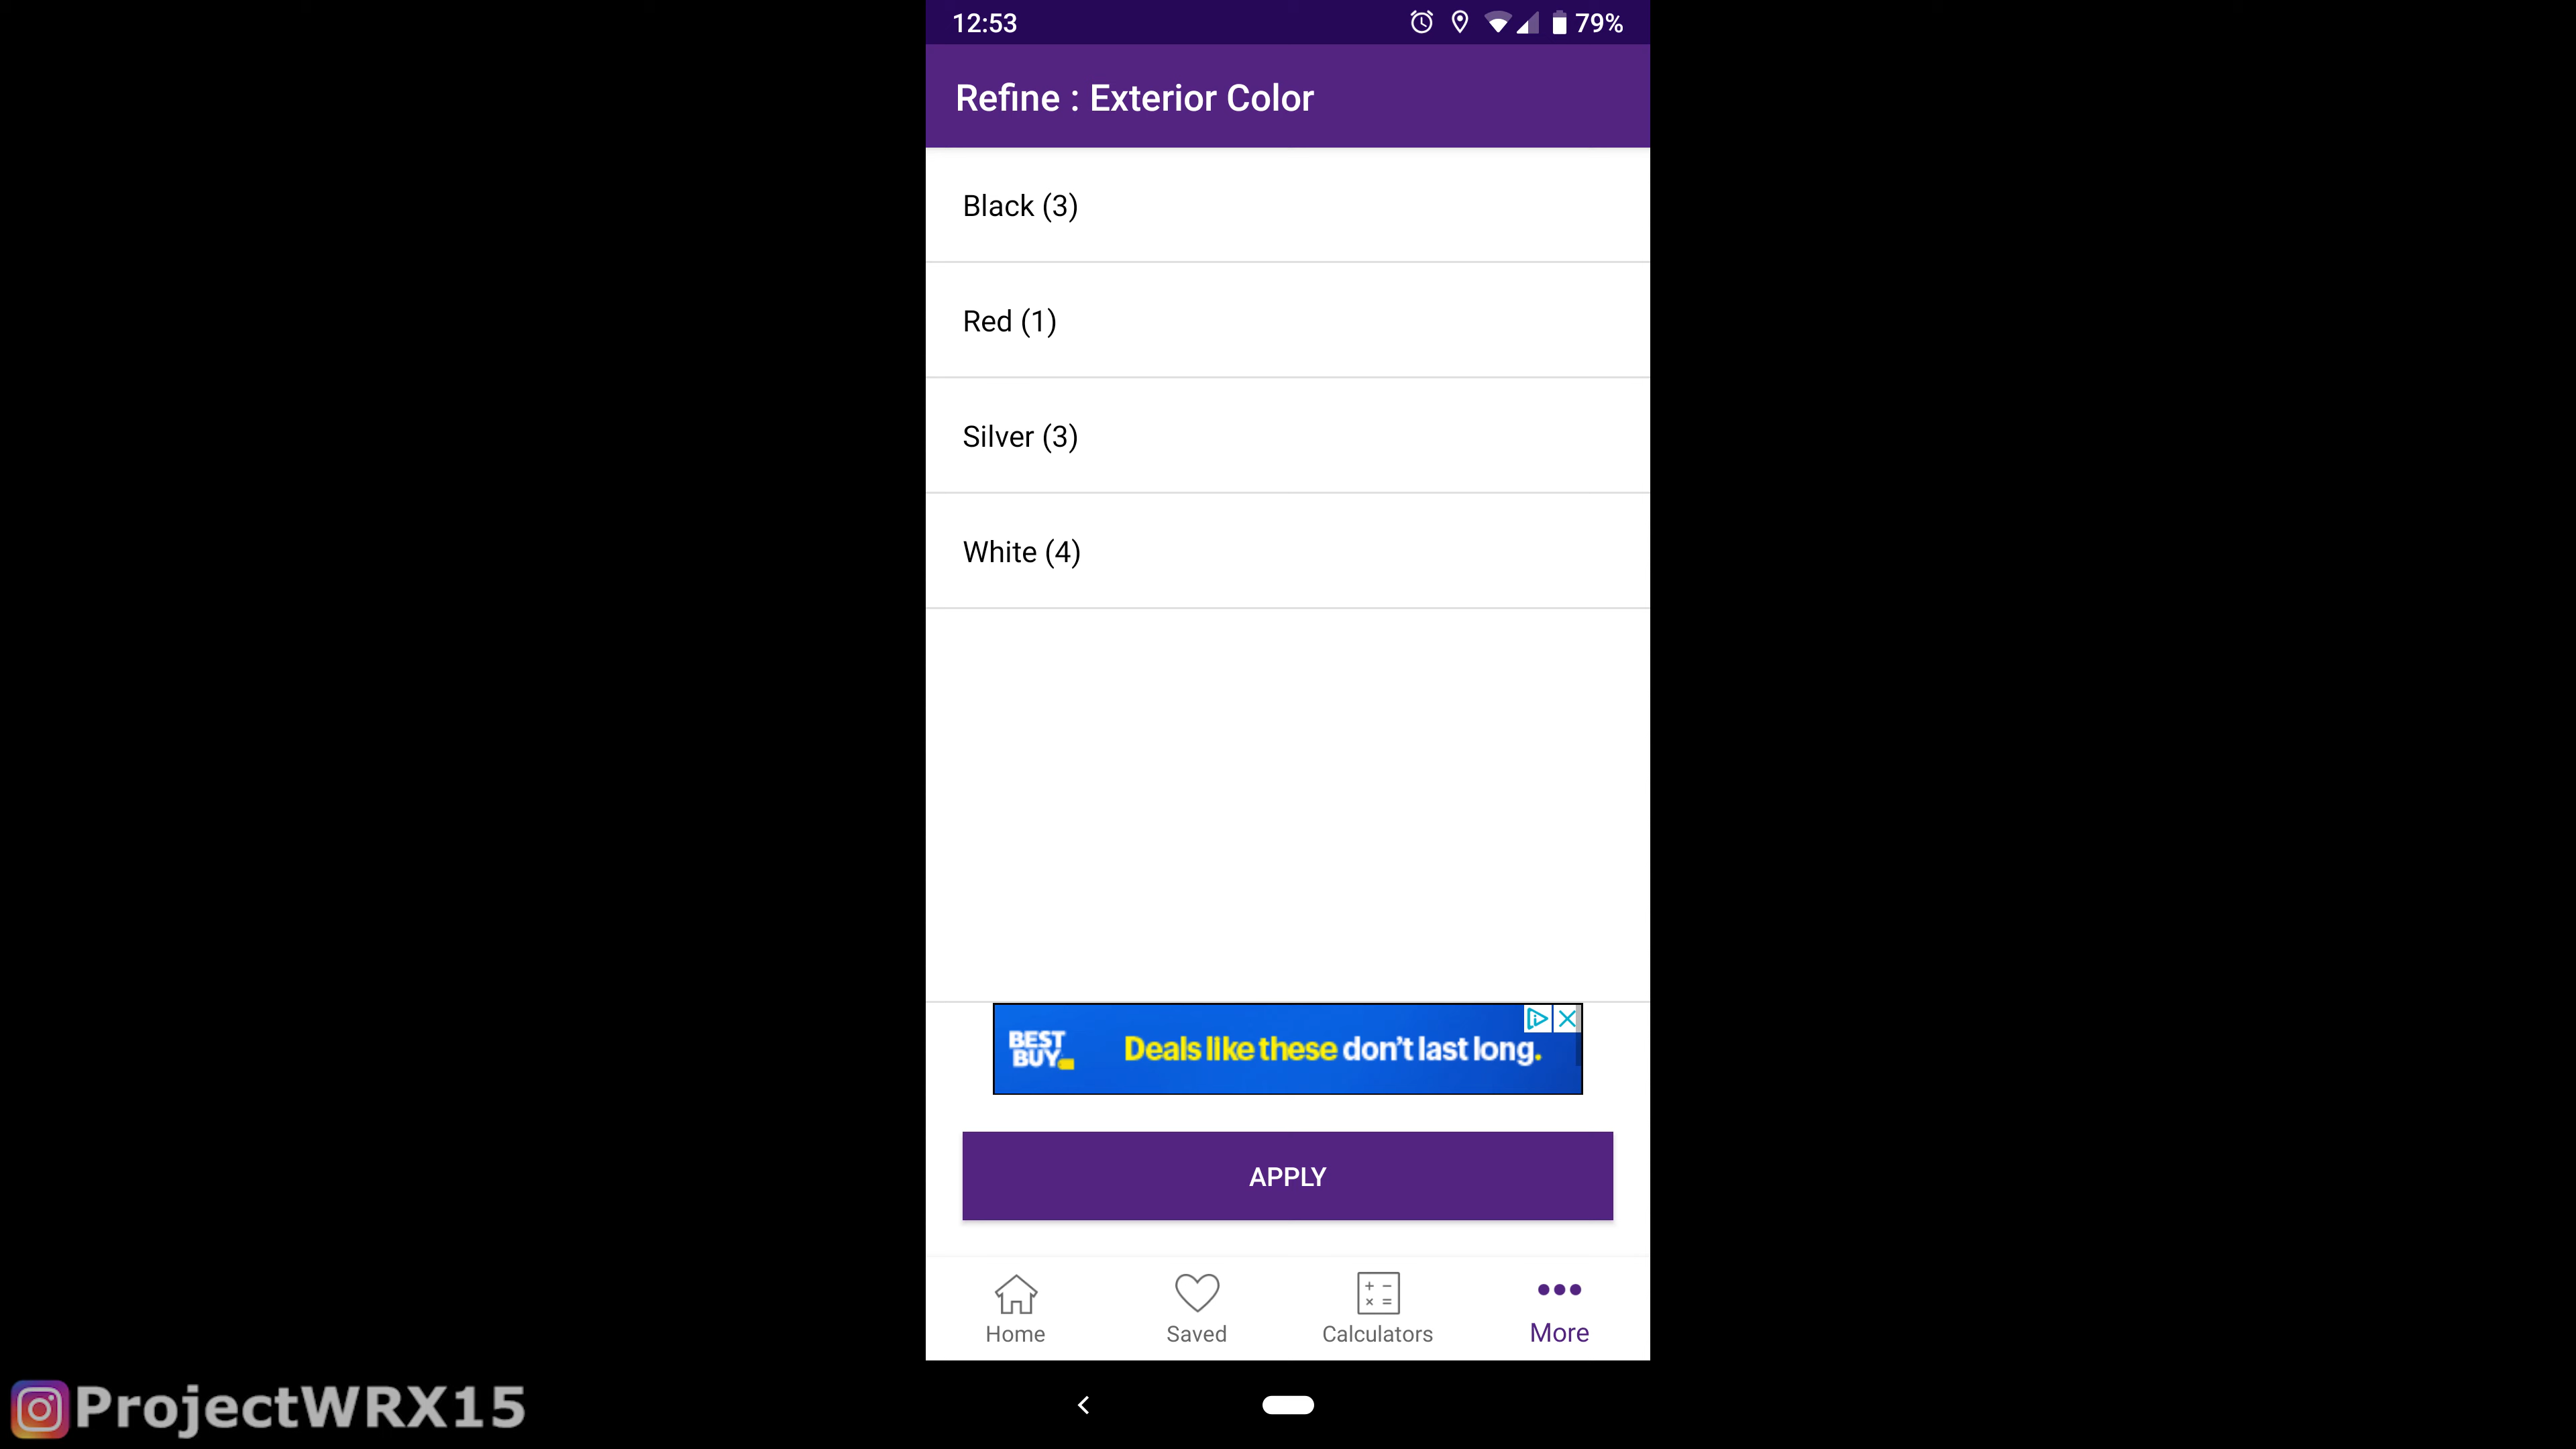 12:53
79%
Refine : Exterior Color
Black (3)
Red (1)
Silver (3)
White (4)
BEST
BUY
Deals like these don't last long.
APPLY
Home
Saved
Calculators
More
ProjectWRX15